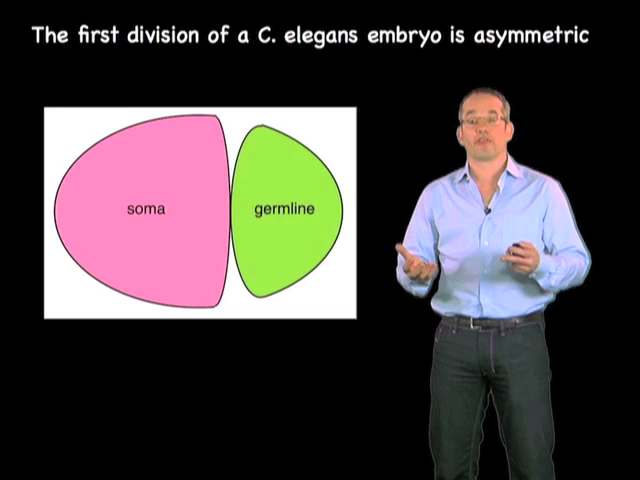 The first division of a C. elegans embryo is asymmetric
soma
germline